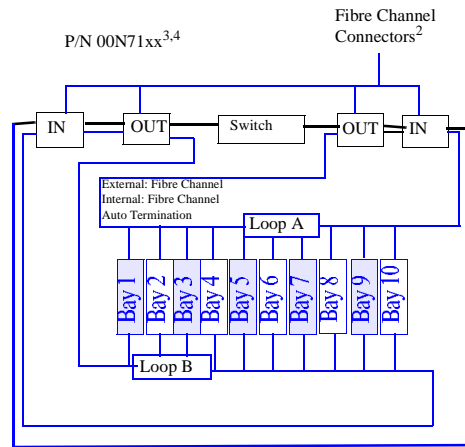 P/N 00N71xx3,4
Fibre Channel
Connectors2
IN
OUT
Switch
OUT
IN
External: Fibre Channel
Internal: Fibre Channel
Auto Termination
Loop A
Bay 1
Bay 2
Bay 3
Bay 4
Bay 5
Bay 6
Bay 7
Bay 8
Bay 9
Bay 10
Loop B